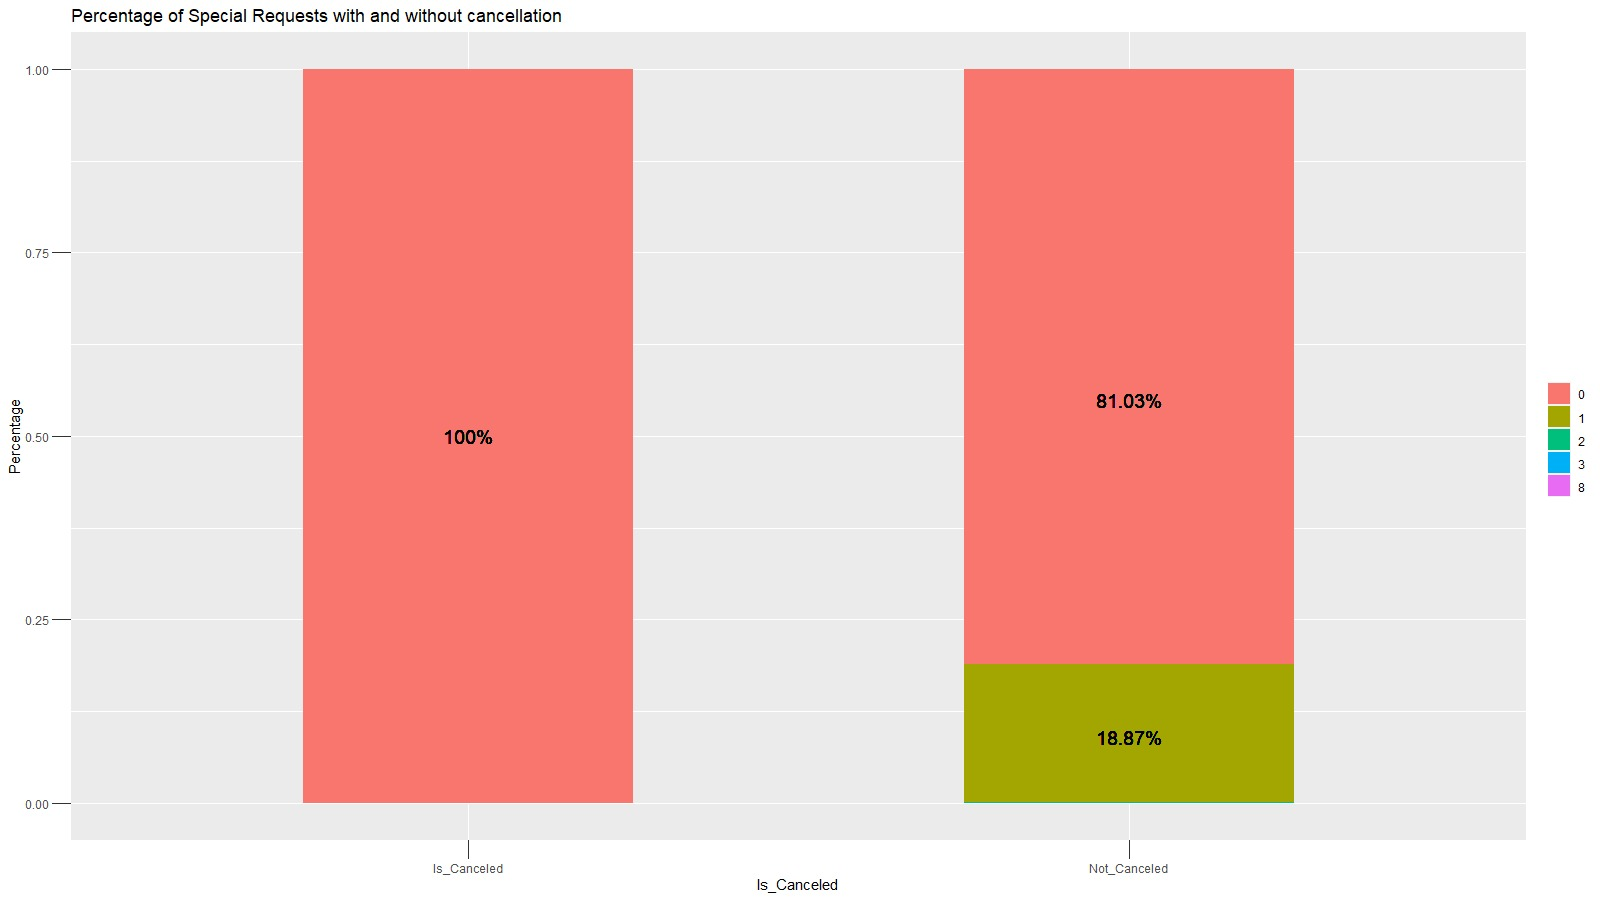 Percentage of Special Requests with and without cancellation
1.00
0.75
0.50
0.25
0.00
Percentage
100%
81.03%
18.87%
Is_Canceled
Not_Canceled
Is_Canceled
0
1
2
3
8